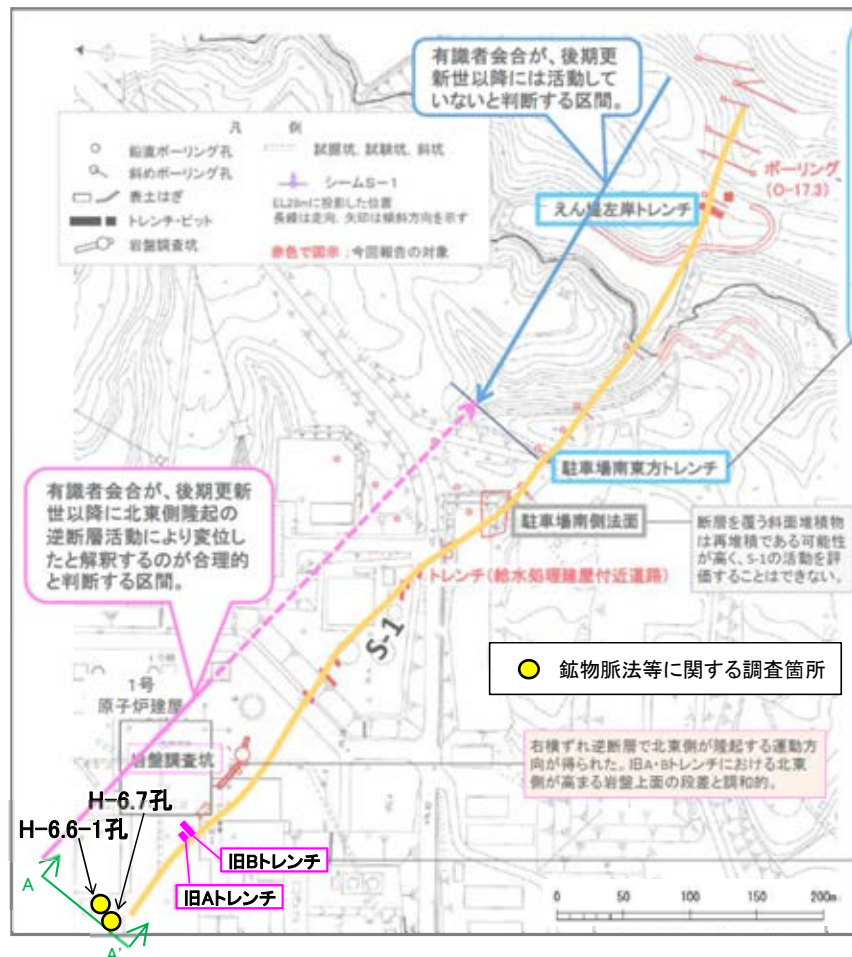 有識者会合が、後期更
新世以降には活動して
いないと判断する区間。
凡 例
鉛直ボーリング孔
試掘坑、試験坑、斜坑
斜めボーリング孔
表土はぎ
シームS-1
EL28mに投影した位置
トレンチ・ピット
長線は走向、矢印は傾斜方向を示す
岩盤調査坑
赤色で図示:今回報告の対象
ボーリング
(O-17.3)
えん堤左岸トレンチ
駐車場南東方トレンチ
有識者会合が、後期更新
世以降に北東側隆起の
逆断層活動により変位し
たと解釈するのが合理的
と判断する区間。
駐車場南側法面
断層を覆う斜面堆積物
は再堆積である可能性
が高く、S-1の活動を評
価することはできない。
トレンチ(給水処理建屋付近道路)
S-1
鉱物脈法等に関する調査箇所
1号
原子炉建屋
岩盤調査坑
右横ずれ逆断層で北東側が隆起する運動方
向が得られた。旧A・Bトレンチにおける北東
側が高まる岩盤上面の段差と調和的。
H-6.7孔
H-6.6-1孔
旧Bトレンチ
旧Aトレンチ
A
A'
0 50 100 150 200m